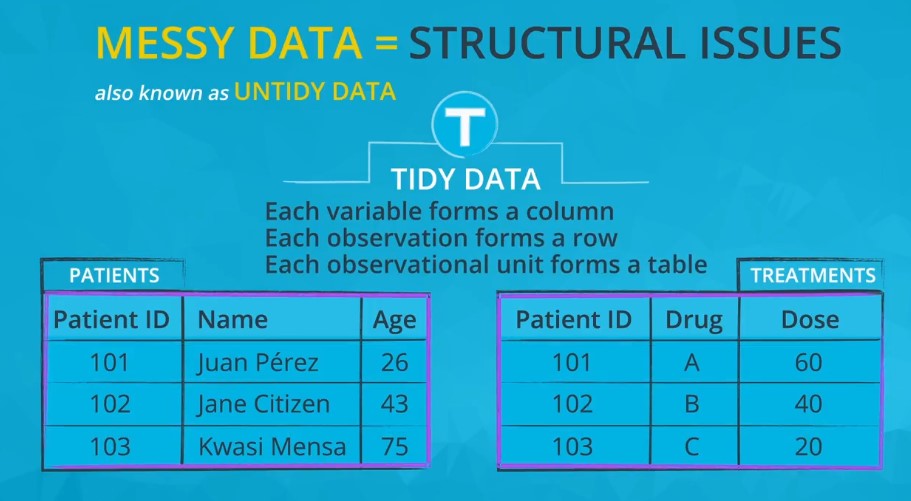 MESSY DATA = STRUCTURAL ISSUES
also known as UNTIDY DATA
T
TIDY DATA
Each variable forms a column
Each observation forms a row
Each observational unit forms a table
PATIENTS
Patient ID Name Age
101 Juan Pérez 26
102 Jane Citizen 43
103 Kwasi Mensa 75
TREATMENTS
Patient ID Drug Dose
101 A 60
102 B 40
103 C 20